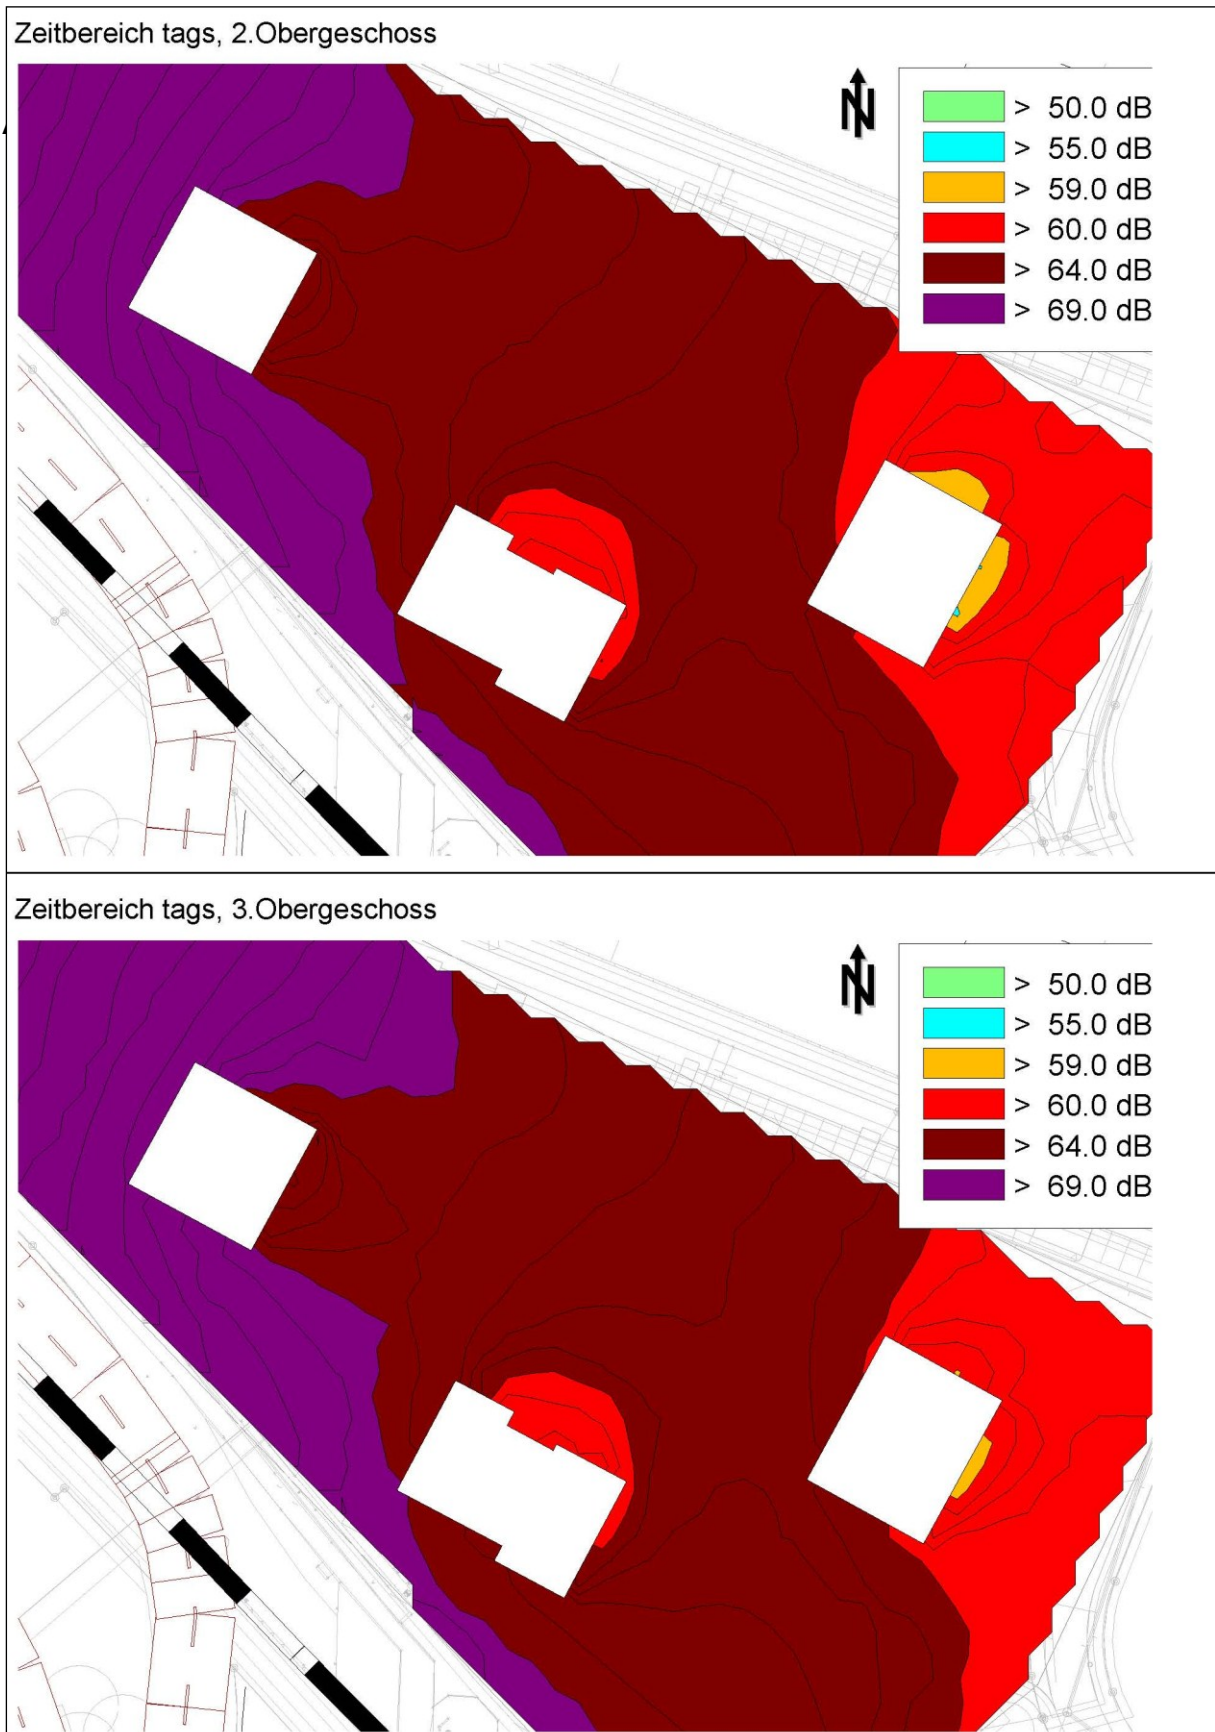 Zeitbereich tags, 2.Obergeschoss
N
> 50.0 dB
> 55.0 dB
> 59.0 dB
> 60.0 dB
> 64.0 dB
> 69.0 dB
Zeitbereich tags, 3.Obergeschoss
N
> 50.0 dB
> 55.0 dB
> 59.0 dB
> 60.0 dB
> 64.0 dB
> 69.0 dB